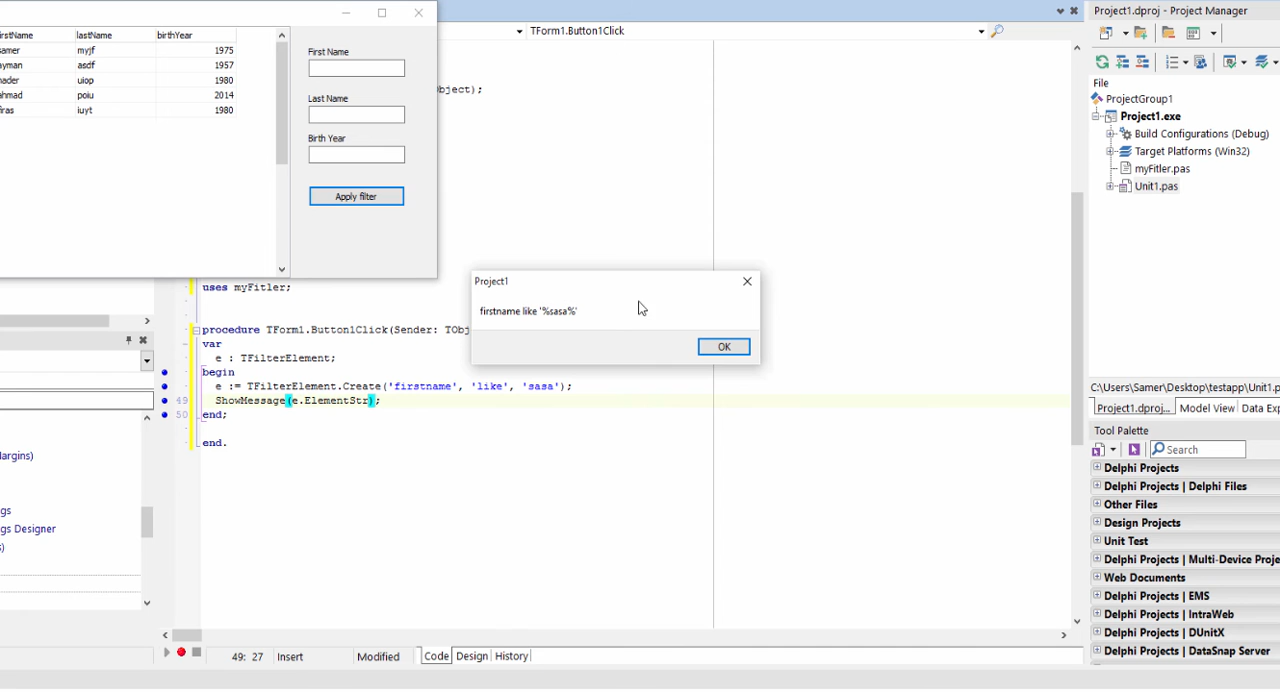 Project1.dproj - Project Manager
TForm1.Button1Click
firstName lastName birthYear
samer myjf 1975
ayman asdf 1957
nader uiop 1980
ahmad poiu 2014
firas iuyt 1980
First Name
Last Name
Birth Year
Apply filter
Object);
File
ProjectGroup1
Project1.exe
Build Configurations (Debug)
Target Platforms (Win32)
myFitler.pas
Unit1.pas
uses myFitler;
Project1
firstname like '%sasa%'
OK
procedure TForm1.Button1Click(Sender: TObj
var
e : TFilterElement;
begin
e := TFilterElement.Create('firstname', 'like', 'sasa');
49 ShowMessage(e.ElementStr);
50 end;
end.
C:\Users\Samer\Desktop\testapp\Unit1.p
Project1.dproj... Model View Data Exp
Tool Palette
Search
Delphi Projects
Delphi Projects | Delphi Files
Other Files
Design Projects
Unit Test
Delphi Projects | Multi-Device Proje
Web Documents
Delphi Projects | EMS
Delphi Projects | IntraWeb
Delphi Projects | DUnitX
Delphi Projects | DataSnap Server
Margins)
gs
gs Designer
s)
49: 27 Insert Modified Code Design History